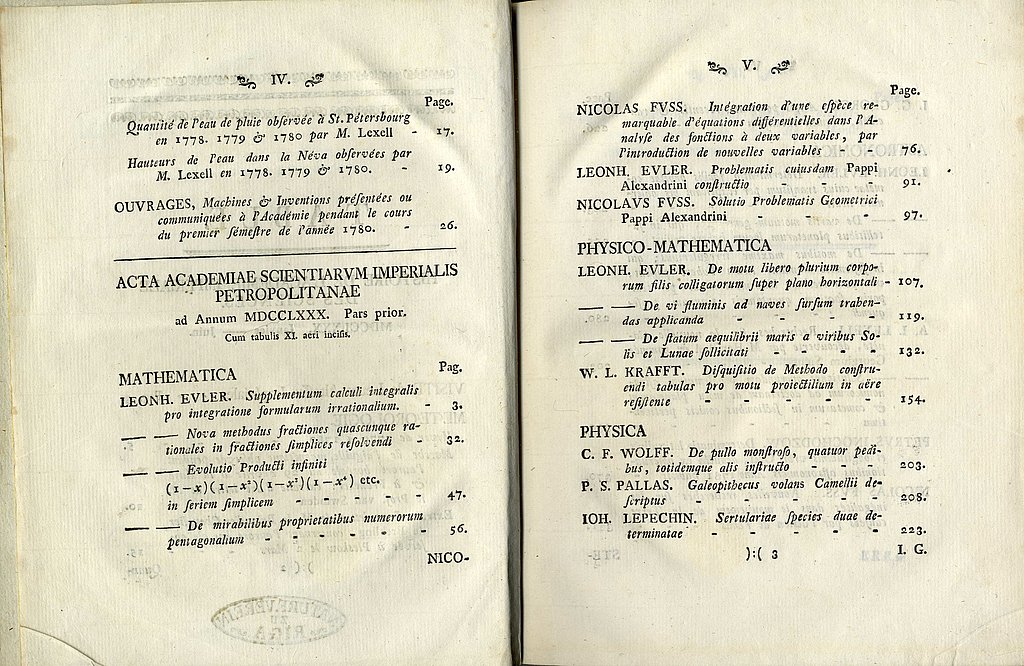 IV.
Page.
Quantité de l'eau de pluie obſervée à St. Pétersbourg
en 1778. 1779 & 1780 par M. Lexell - 17.
Hauteurs de l'eau dans la Néva obſervées par
M. Lexell en 1778. 1779 & 1780. - 19.
OUVRAGES, Machines & Inventions préſentées ou
communiquées à l'Académie pendant le cours
du premier ſémeſtre de l'année 1780. - 26.
ACTA ACADEMIAE SCIENTIARVM IMPERIALIS
PETROPOLITANAE
ad Annum MDCCLXXX. Pars prior.
Cum tabulis XI. aeri inciſis.
Pag.
MATHEMATICA
LEONH. EVLER. Supplementum calculi integralis
pro integratione formularum irrationalium. - 3.
— — Nova methodus fractiones quascunque ra-
tionales in fractiones ſimplices reſolvendi - 32.
— — Evolutio Producti infiniti
(1-x)(1-x²)(1-x³)(1-x⁴) etc.
in ſeriem ſimplicem - - - - - 47.
— — De mirabilibus proprietatibus numerorum
pentagonalium - - - - - 56.
NICO-
ZU
RIGA
V.
Page.
NICOLAS FVSS. Intégration d'une eſpèce re-
marquable d'équations différentielles dans l'A-
nalyſe des fonctions à deux variables, par
l'introduction de nouvelles variables - - 76.
LEONH. EVLER. Problematis cuiusdam Pappi
Alexandrini conſtructio - - - 91.
NICOLAVS FVSS. Solutio Problematis Geometrici
Pappi Alexandrini - - - - 97.
PHYSICO-MATHEMATICA
LEONH. EVLER. De motu libero plurium corpo-
rum filis colligatorum ſuper plano horizontali - 107.
— — De vi fluminis ad naves ſurſum trahen-
das applicanda - - - - - 119.
— — De ſtatum aequilibrii maris a viribus So-
lis et Lunae ſollicitati - - - - 132.
W. L. KRAFFT. Diſquiſitio de Methodo conſtru-
endi tabulas pro motu proiectilium in aëre
reſiſtente - - - - - - 154.
PHYSICA
C. F. WOLFF. De pullo monſtroſo, quatuor pedi-
bus, totidemque alis inſtructo - - - 203.
P. S. PALLAS. Galeopithecus volans Camellii de-
ſcriptus - - - - - - 208.
IOH. LEPECHIN. Sertulariae ſpecies duae de-
terminatae - - - - - - 223.
):( 3 I. G.